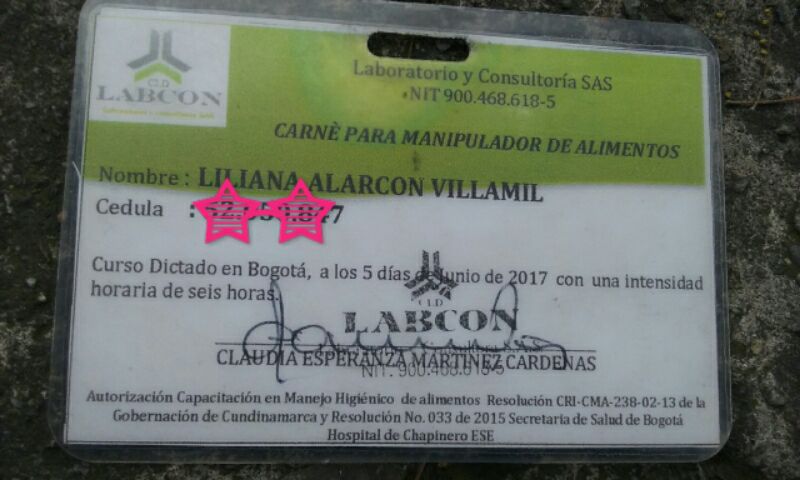 CLD
LABCON
Laboratorio y Consultoría SAS
NIT 900.468.618-5
CARNÈ PARA MANIPULADOR DE ALIMENTOS
Nombre : LILIANA ALARCON VILLAMIL
Cedula :
Curso Dictado en Bogotá, a los 5 días de Junio de 2017 con una intensidad
horaria de seis horas.
CLD
LABCON
CLAUDIA ESPERANZA MARTINEZ CARDENAS
NIT. 900.468.618-5
Autorización Capacitación en Manejo Higiénico de alimentos Resolución CRI-CMA-238-02-13 de la
Gobernación de Cundinamarca y Resolución No. 033 de 2015 Secretaria de Salud de Bogotá
Hospital de Chapinero ESE